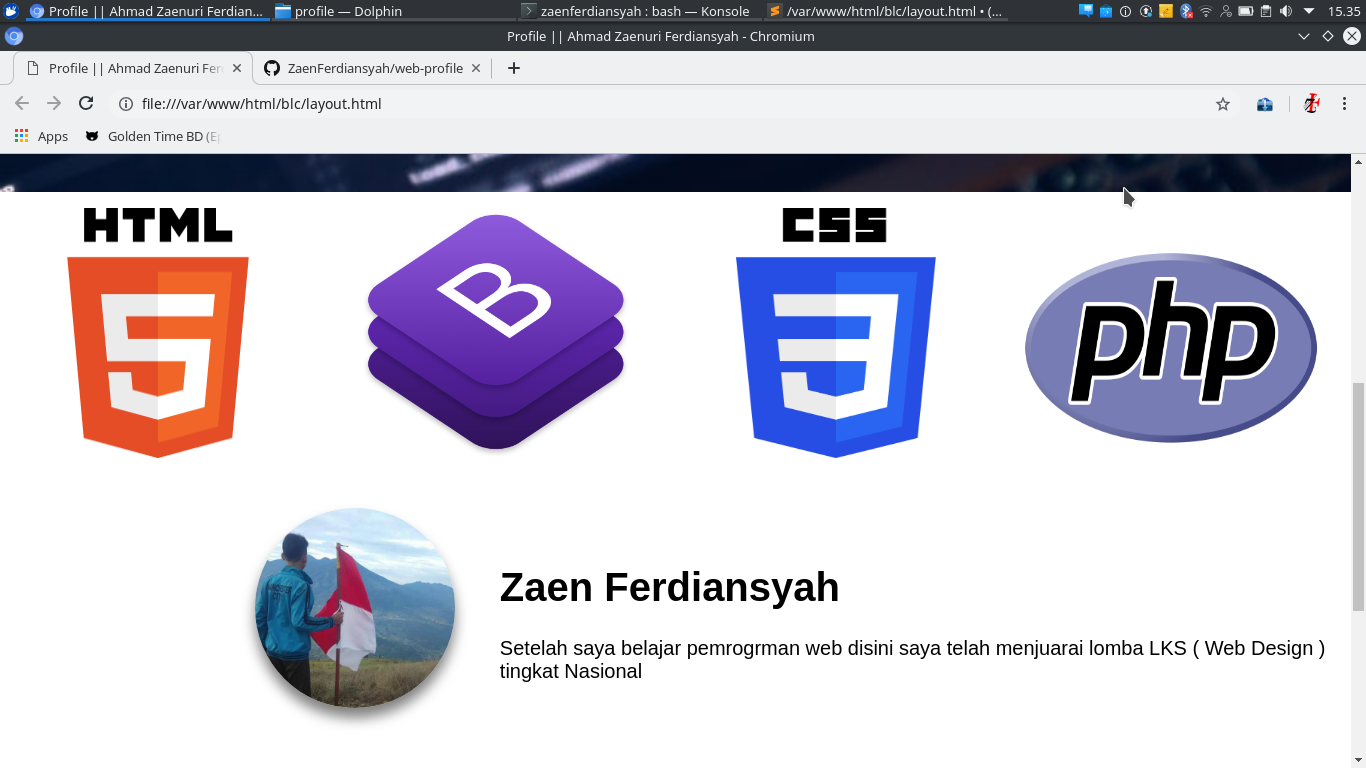 Profile || Ahmad Zaenuri Ferdian...
profile — Dolphin
zaenferdiansyah : bash — Konsole
/var/www/html/blc/layout.html • (...
15.35
Profile || Ahmad Zaenuri Ferdiansyah - Chromium
Profile || Ahmad Zaenuri Fer
ZaenFerdiansyah/web-profile
file:///var/www/html/blc/layout.html
Apps
Golden Time BD (E
HTML
CSS
5
B
3
php
Zaen Ferdiansyah
Setelah saya belajar pemrogrman web disini saya telah menjuarai lomba LKS ( Web Design )
tingkat Nasional